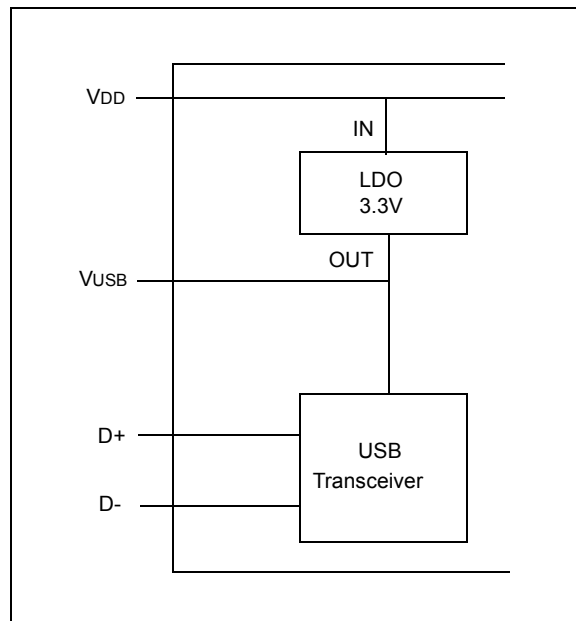 VDD
IN
LDO
3.3V
OUT
VUSB
D+
USB
Transceiver
D-